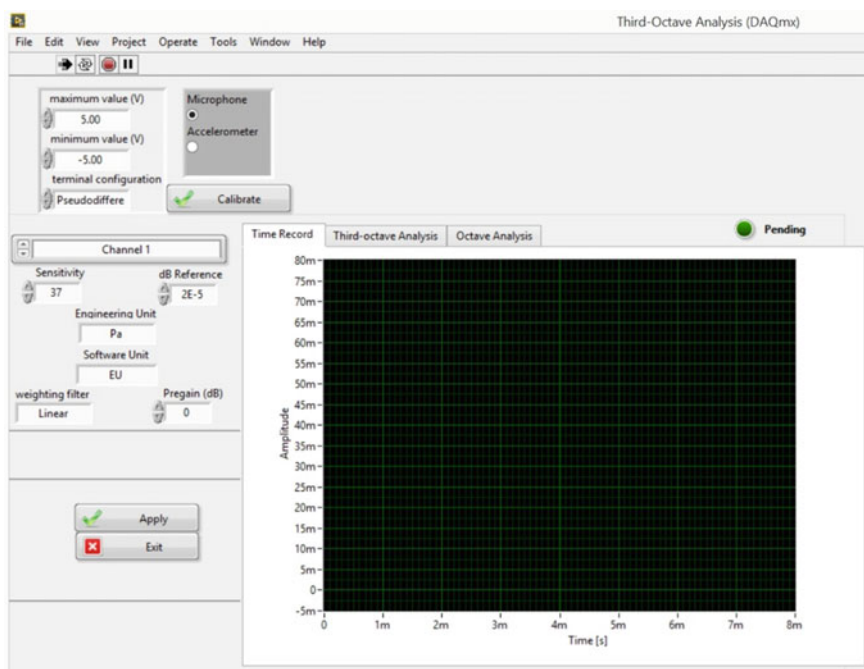 Third-Octave Analysis (DAQmx)
File Edit View Project Operate Tools Window Help
maximum value (V)
5.00
minimum value (V)
-5.00
terminal configuration
Pseudodiffere
Microphone
Accelerometer
Calibrate
Channel 1
Sensitivity dB Reference
37 2E-5
Engineering Unit
Pa
Software Unit
EU
weighting filter Pregain (dB)
Linear 0
Apply
Exit
Time Record Third-octave Analysis Octave Analysis
Pending
Amplitude
80m
75m
70m
65m
60m
55m
50m
45m
40m
35m
30m
25m
20m
15m
10m
5m
0
-5m
0 1m 2m 3m 4m 5m 6m 7m 8m
Time [s]